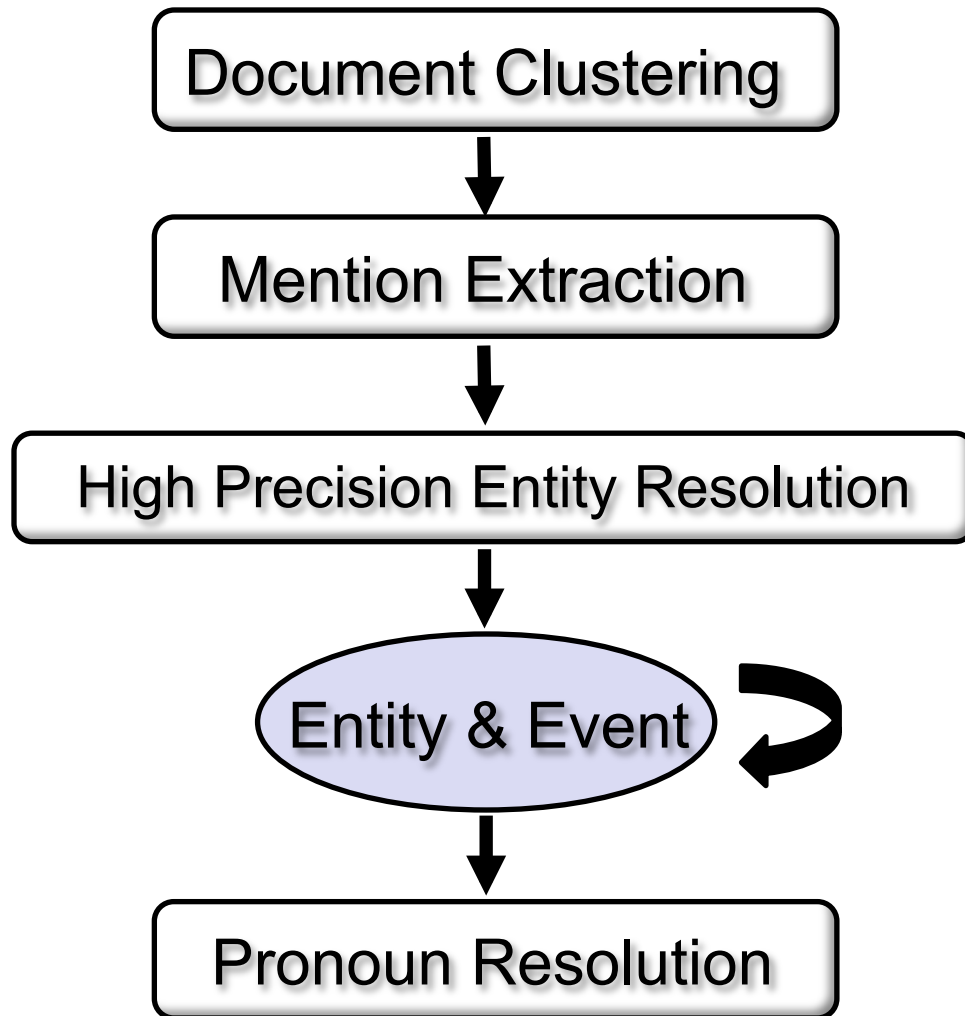 Document Clustering
Mention Extraction
High Precision Entity Resolution
Entity & Event
Pronoun Resolution